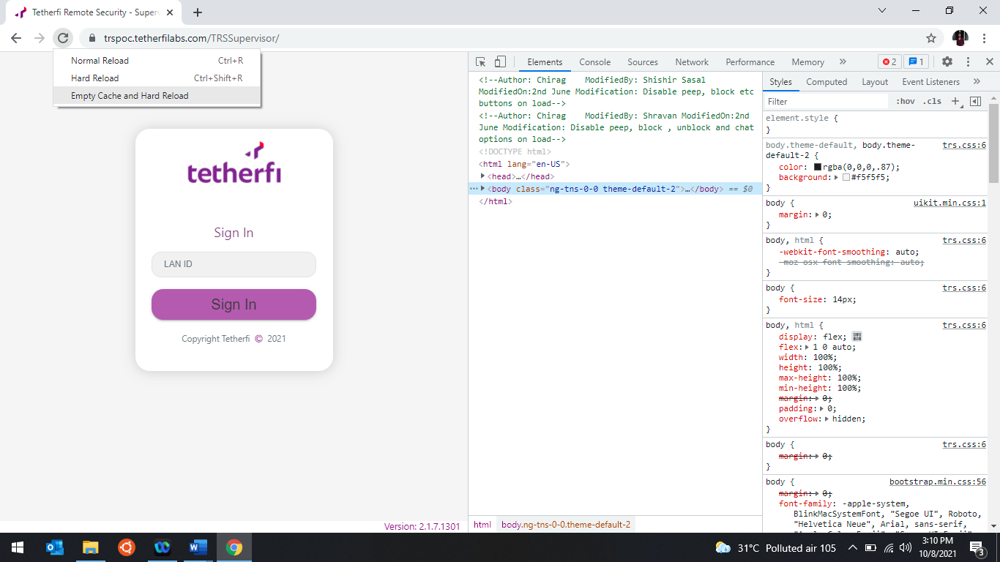 Tetherfi Remote Security - Super
trspoc.tetherfilabs.com/TRSSupervisor/
Normal Reload Ctrl+R
Hard Reload Ctrl+Shift+R
Empty Cache and Hard Reload
tetherfi
Sign In
LAN ID
Sign In
Copyright Tetherfi © 2021
Version: 2.1.7.1301
Elements Console Sources Network Performance Memory » 2 1
<!--Author: Chirag ModifiedBy: Shishir Sasal
ModifiedOn:2nd June Modification: Disable peep, block etc
buttons on load-->
<!--Author: Chirag ModifiedBy: Shravan ModifiedOn:2nd
June Modification: Disable peep, block , unblock and chat
options on load-->
<!DOCTYPE html>
<html lang="en-US">
<head>…</head>
<body class="ng-tns-0-0 theme-default-2">…</body> == $0
</html>
html body.ng-tns-0-0.theme-default-2
Styles Computed Layout Event Listeners »
Filter :hov .cls +
element.style {
}
body.theme-default, body.theme- trs.css:6
default-2 {
color: rgba(0,0,0,.87);
background: #f5f5f5;
}
body { uikit.min.css:1
margin: 0;
}
body, html { trs.css:6
-webkit-font-smoothing: auto;
-moz-osx-font-smoothing: auto;
}
body { trs.css:6
font-size: 14px;
}
body, html { trs.css:6
display: flex;
flex: 1 0 auto;
width: 100%;
height: 100%;
max-height: 100%;
min-height: 100%;
margin: 0;
padding: 0;
overflow: hidden;
}
body { trs.css:6
margin: 0;
}
body { bootstrap.min.css:56
margin: 0;
font-family: -apple-system,
BlinkMacSystemFont, "Segoe UI", Roboto,
"Helvetica Neue", Arial, sans-serif,
31°C Polluted air 105
3:10 PM
10/8/2021
3